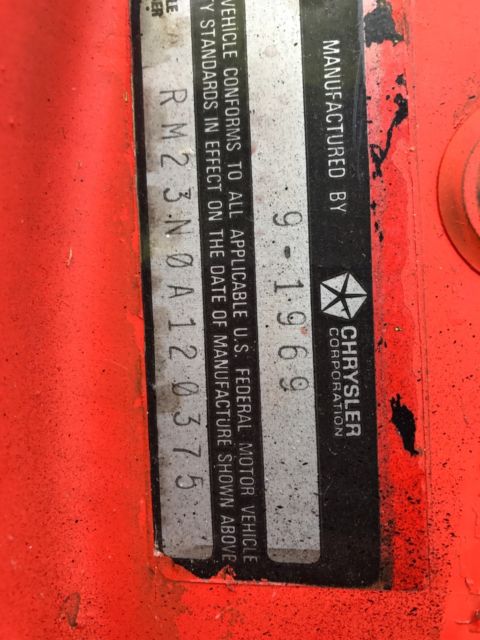 MANUFACTURED BY
CHRYSLER
CORPORATION
9-1969
VEHICLE CONFORMS TO ALL APPLICABLE U.S. FEDERAL MOTOR VEHICLE
STANDARDS IN EFFECT ON THE DATE OF MANUFACTURE SHOWN ABOVE
RM23N0A120375